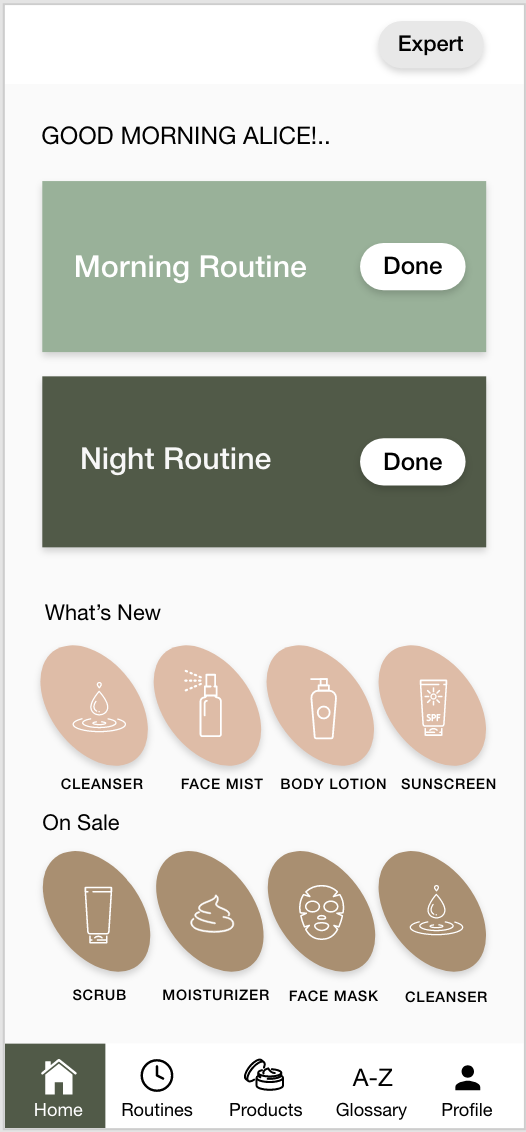 Expert
GOOD MORNING ALICE!..
Morning Routine
Done
Night Routine
Done
What’s New
SPF
CLEANSER FACE MIST BODY LOTION SUNSCREEN
On Sale
SCRUB MOISTURIZER FACE MASK CLEANSER
A-Z
Home Routines Products Glossary Profile